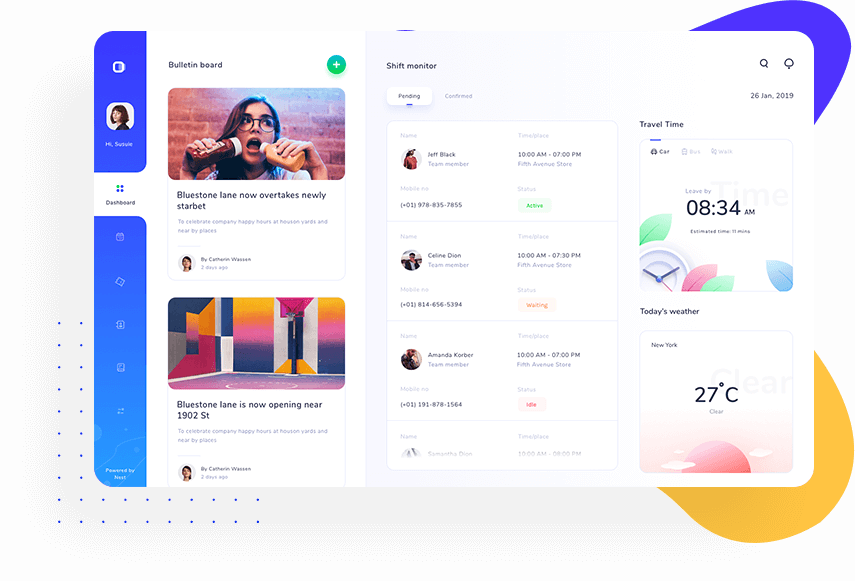 Hi, Suzuie
Dashboard
Powered by
Nest
Bulletin board
+
Bluestone lane now overtakes newly
starbet
To celebrate company happy hours at houson yards and
near by places
By Catherin Wassen
2 days ago
Bluestone lane is now opening near
1902 St
To celebrate company happy hours at houson yards and
near by places
By Catherin Wassen
2 days ago
Shift monitor
Pending
Confirmed
Name
Time/place
Jeff Black
Team member
10:00 AM - 07:00 PM
Fifth Avenue Store
Mobile no
Status
(+01) 978-835-7855
Active
Name
Time/place
Celine Dion
Team member
10:00 AM - 07:30 PM
Fifth Avenue Store
Mobile no
Status
(+01) 814-656-5394
Waiting
Name
Time/place
Amanda Korber
Team member
10:00 AM - 07:00 PM
Fifth Avenue Store
Mobile no
Status
(+01) 191-878-1564
Idle
Name
Time/place
Samantha Dion
10:00 AM - 08:00 PM
26 Jan, 2019
Travel Time
Car
Bus
Walk
Time
Leave by
08:34 AM
Estimated time: 11 mins
Today's weather
New York
Clear
27°C
Clear